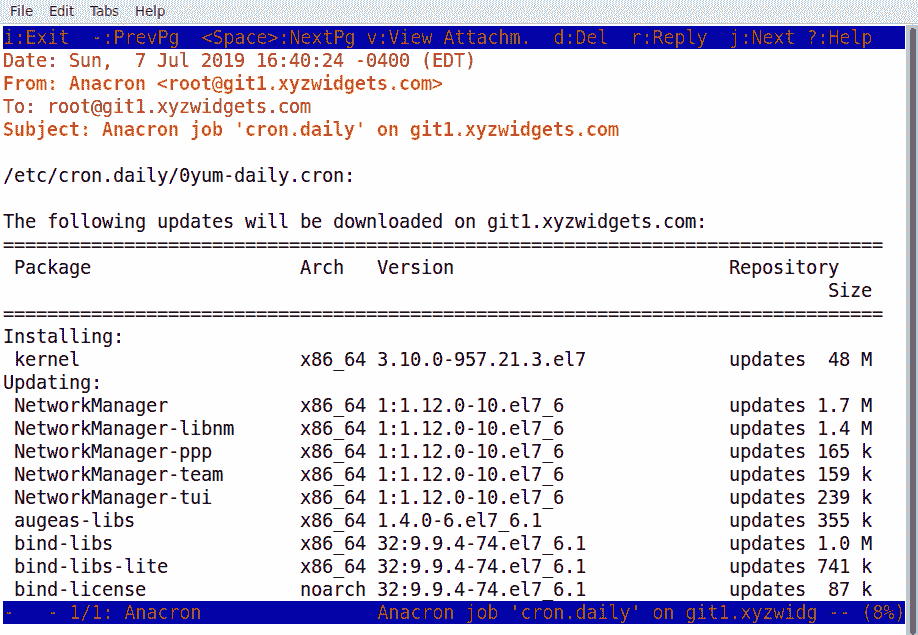 File Edit Tabs Help
i:Exit -:PrevPg <Space>:NextPg v:View Attachm. d:Del r:Reply j:Next ?:Help
Date: Sun, 7 Jul 2019 16:40:24 -0400 (EDT)
From: Anacron <root@git1.xyzwidgets.com>
To: root@git1.xyzwidgets.com
Subject: Anacron job 'cron.daily' on git1.xyzwidgets.com
/etc/cron.daily/0yum-daily.cron:
The following updates will be downloaded on git1.xyzwidgets.com:
================================================================================
Package Arch Version Repository
Size
================================================================================
Installing:
kernel x86_64 3.10.0-957.21.3.el7 updates 48 M
Updating:
NetworkManager x86_64 1:1.12.0-10.el7_6 updates 1.7 M
NetworkManager-libnm x86_64 1:1.12.0-10.el7_6 updates 1.4 M
NetworkManager-ppp x86_64 1:1.12.0-10.el7_6 updates 165 k
NetworkManager-team x86_64 1:1.12.0-10.el7_6 updates 159 k
NetworkManager-tui x86_64 1:1.12.0-10.el7_6 updates 239 k
augeas-libs x86_64 1.4.0-6.el7_6.1 updates 355 k
bind-libs x86_64 32:9.9.4-74.el7_6.1 updates 1.0 M
bind-libs-lite x86_64 32:9.9.4-74.el7_6.1 updates 741 k
bind-license noarch 32:9.9.4-74.el7_6.1 updates 87 k
- - 1/1: Anacron Anacron job 'cron.daily' on git1.xyzwidg -- (8%)